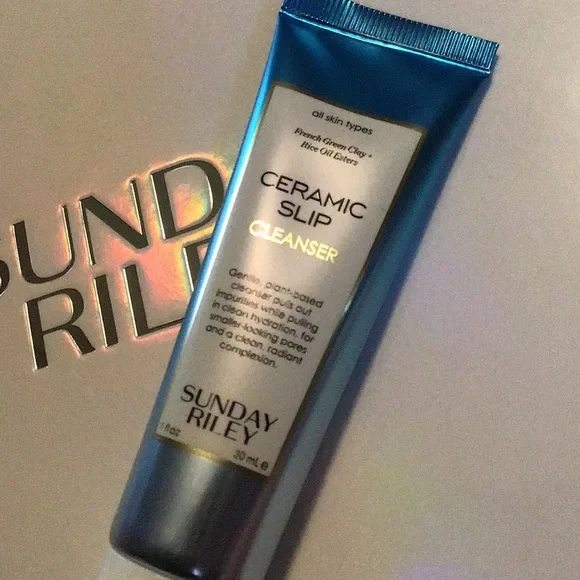 SUND
RIL
all skin types
French Green Clay +
Rice Oil Esters
CERAMIC
SLIP
CLEANSER
Gentle, plant-based
cleanser pulls out
impurities while pulling
in clean hydration, for
smaller-looking pores
and a clean, radiant
complexion.
SUNDAY
RILEY
1 fl oz 30 mL e